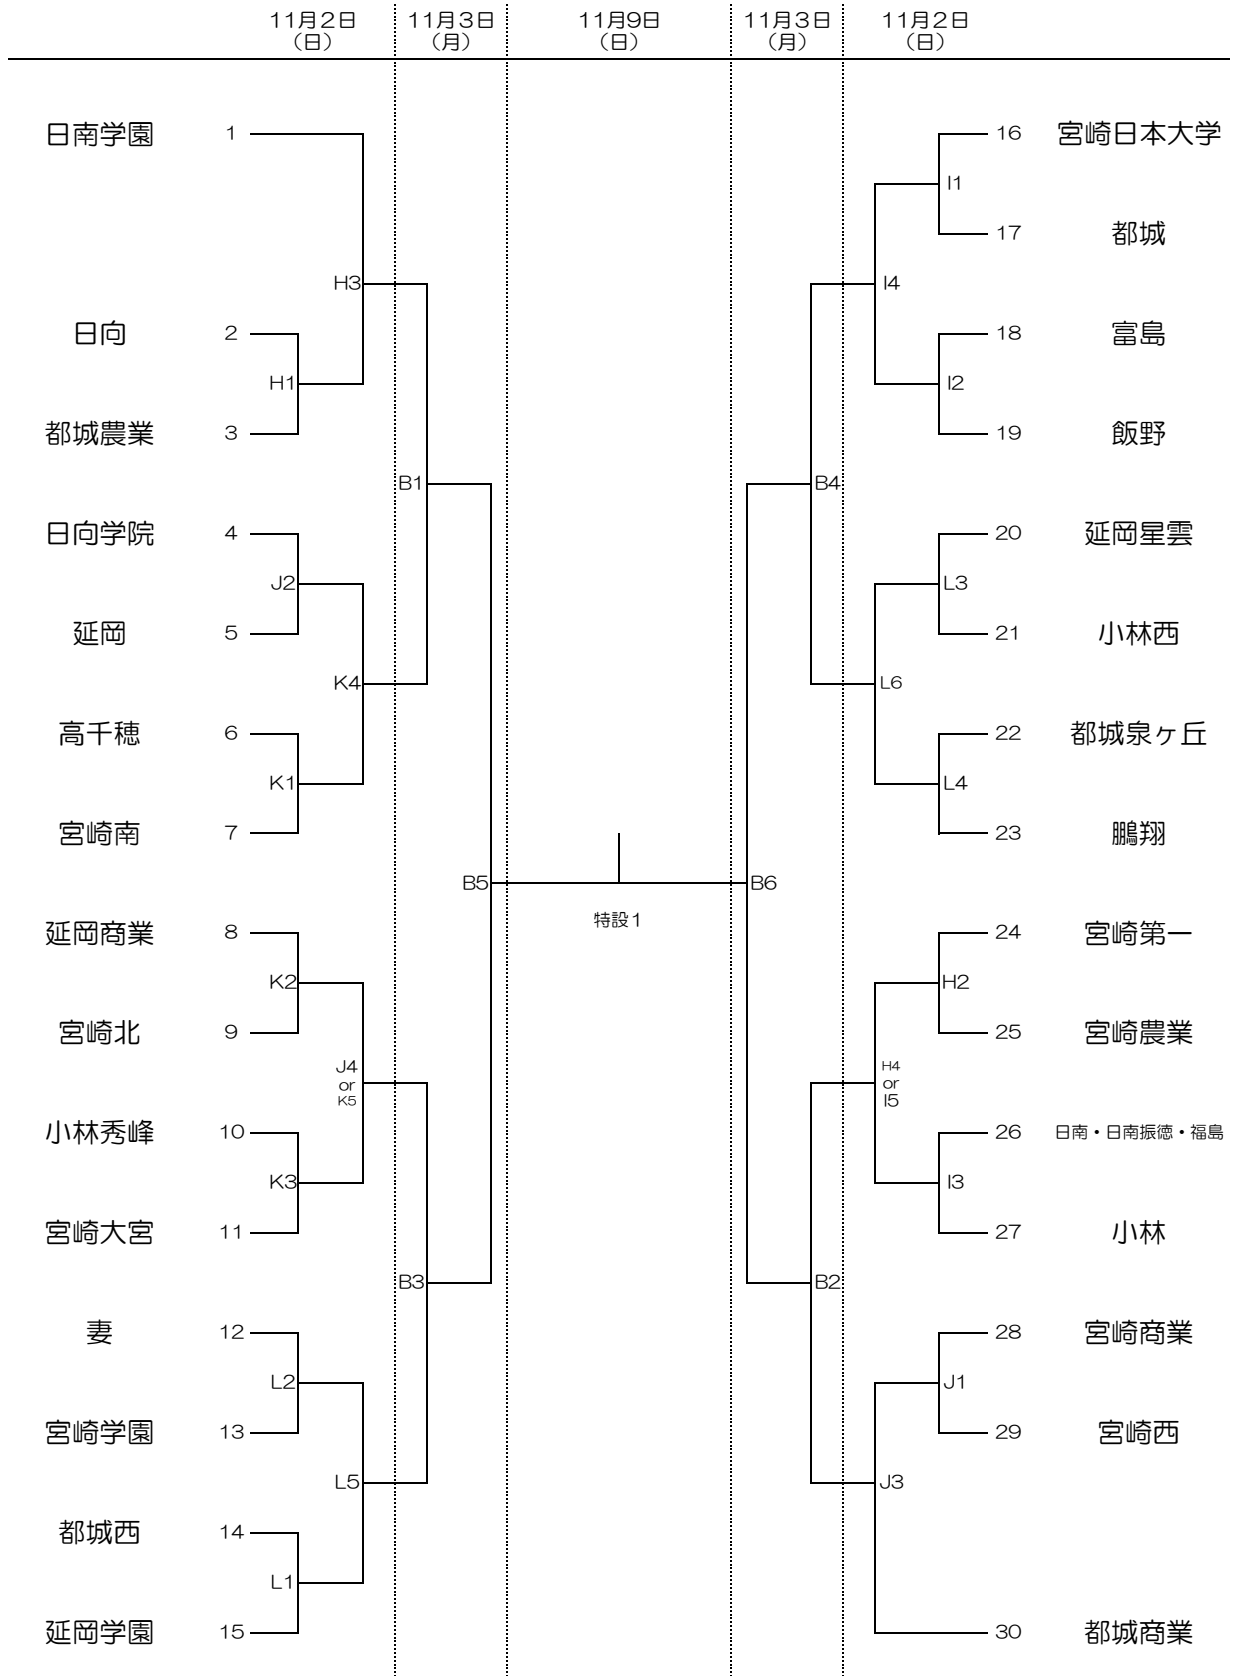 11月2日 11月3日 11月9日 11月3日 11月2日
(日) (月) (日) (月) (日)
日南学園 1 16 宮崎日本大学
I1
17 都城
H3 I4
日向 2 18 富島
H1 I2
都城農業 3 19 飯野
B1 B4
日向学院 4 20 延岡星雲
J2 L3
延岡 5 21 小林西
K4 L6
高千穂 6 22 都城泉ヶ丘
K1 L4
宮崎南 7 23 鵬翔
B5 B6
特設1
延岡商業 8 24 宮崎第一
K2 H2
宮崎北 9 25 宮崎農業
J4 H4
or or
K5 I5
小林秀峰 10 26 日南・日南振徳・福島
K3 I3
宮崎大宮 11 27 小林
B3 B2
妻 12 28 宮崎商業
L2 J1
宮崎学園 13 29 宮崎西
L5 J3
都城西 14
L1
延岡学園 15 30 都城商業